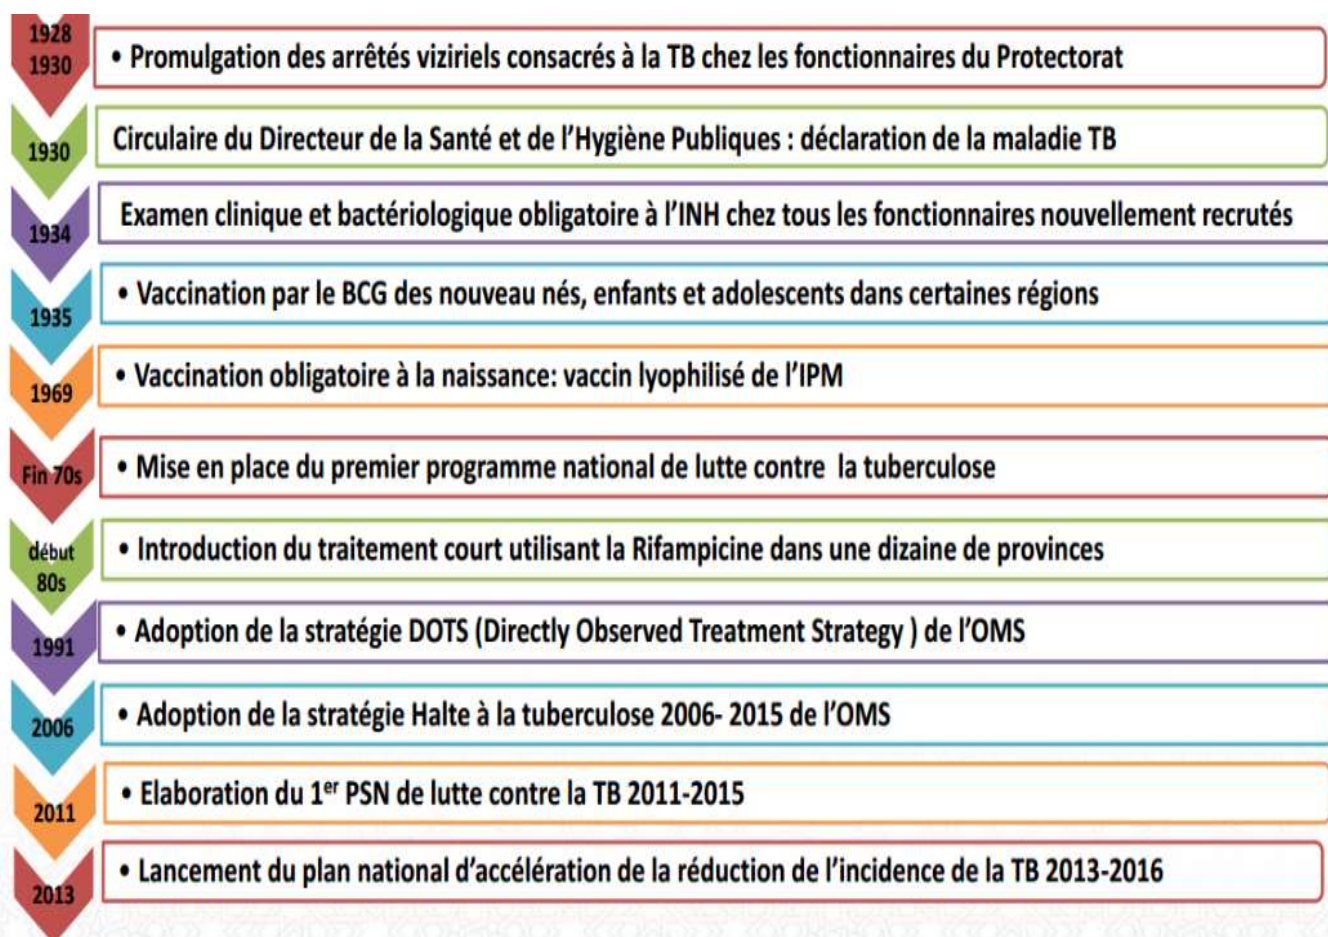 1928
1930
• Promulgation des arrêtés viziriels consacrés à la TB chez les fonctionnaires du Protectorat
1930
Circulaire du Directeur de la Santé et de l’Hygiène Publiques : déclaration de la maladie TB
1934
Examen clinique et bactériologique obligatoire à l’INH chez tous les fonctionnaires nouvellement recrutés
1935
• Vaccination par le BCG des nouveau nés, enfants et adolescents dans certaines régions
1969
• Vaccination obligatoire à la naissance: vaccin lyophilisé de l’IPM
Fin 70s
• Mise en place du premier programme national de lutte contre la tuberculose
début
80s
• Introduction du traitement court utilisant la Rifampicine dans une dizaine de provinces
1991
• Adoption de la stratégie DOTS (Directly Observed Treatment Strategy ) de l’OMS
2006
• Adoption de la stratégie Halte à la tuberculose 2006- 2015 de l’OMS
2011
• Elaboration du 1er PSN de lutte contre la TB 2011-2015
2013
• Lancement du plan national d’accélération de la réduction de l’incidence de la TB 2013-2016